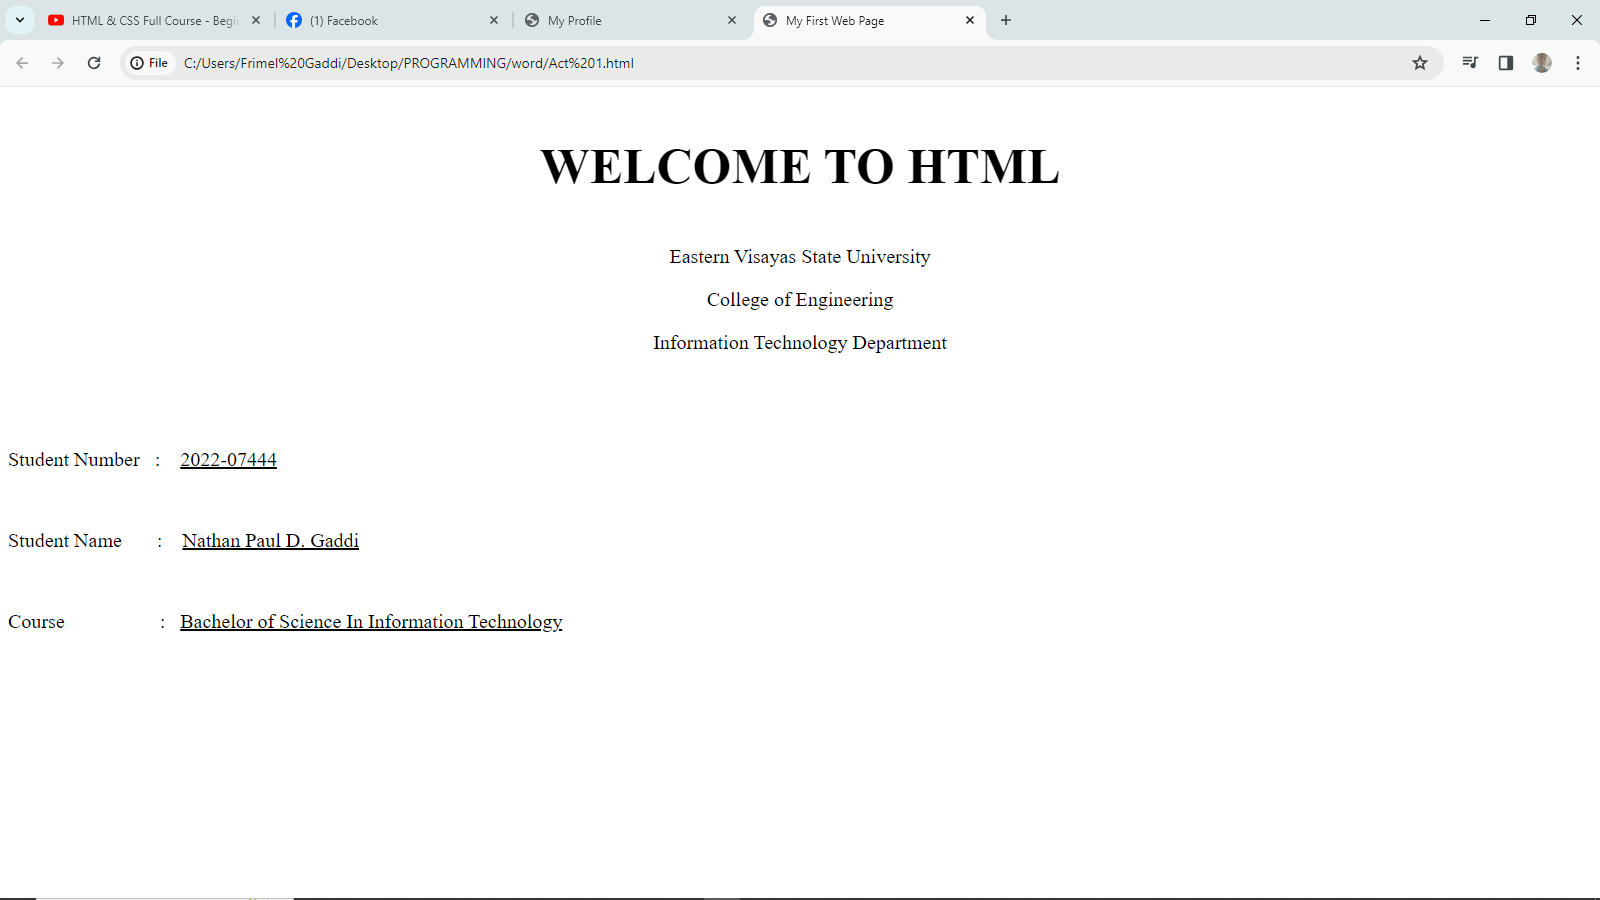 HTML & CSS Full Course - Begi
(1) Facebook
My Profile
My First Web Page
File
C:/Users/Frimel%20Gaddi/Desktop/PROGRAMMING/word/Act%201.html
WELCOME TO HTML
Eastern Visayas State University
College of Engineering
Information Technology Department
Student Number : 2022-07444
Student Name : Nathan Paul D. Gaddi
Course : Bachelor of Science In Information Technology